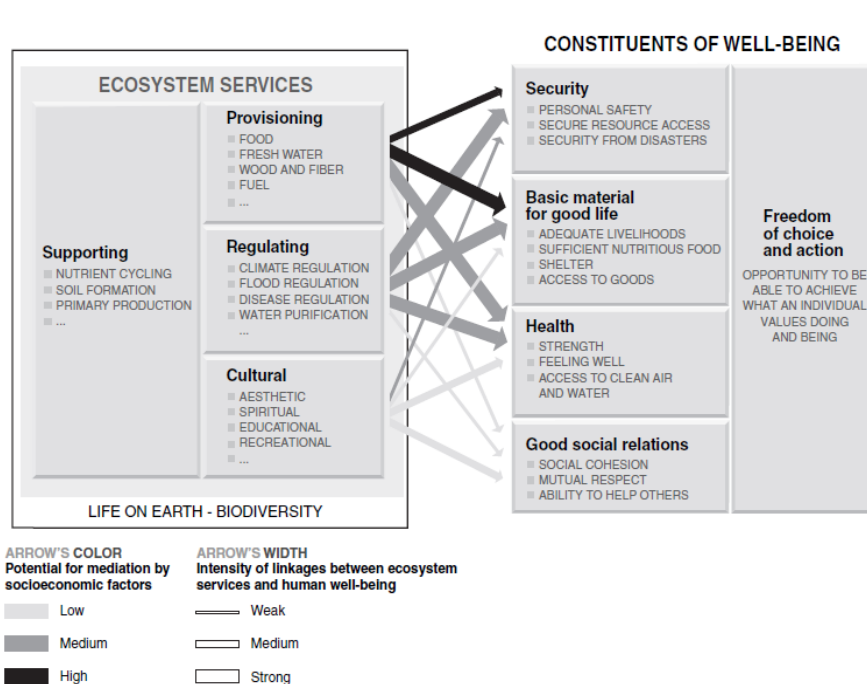 CONSTITUENTS OF WELL-BEING
ECOSYSTEM SERVICES
Provisioning
FOOD
FRESH WATER
WOOD AND FIBER
FUEL
...
Supporting
NUTRIENT CYCLING
SOIL FORMATION
PRIMARY PRODUCTION
...
Regulating
CLIMATE REGULATION
FLOOD REGULATION
DISEASE REGULATION
WATER PURIFICATION
...
Cultural
AESTHETIC
SPIRITUAL
EDUCATIONAL
RECREATIONAL
...
LIFE ON EARTH - BIODIVERSITY
Security
PERSONAL SAFETY
SECURE RESOURCE ACCESS
SECURITY FROM DISASTERS
Basic material
for good life
ADEQUATE LIVELIHOODS
SUFFICIENT NUTRITIOUS FOOD
SHELTER
ACCESS TO GOODS
Health
STRENGTH
FEELING WELL
ACCESS TO CLEAN AIR
AND WATER
Good social relations
SOCIAL COHESION
MUTUAL RESPECT
ABILITY TO HELP OTHERS
Freedom
of choice
and action
OPPORTUNITY TO BE
ABLE TO ACHIEVE
WHAT AN INDIVIDUAL
VALUES DOING
AND BEING
ARROW'S COLOR
Potential for mediation by
socioeconomic factors
Low
Medium
High
ARROW'S WIDTH
Intensity of linkages between ecosystem
services and human well-being
Weak
Medium
Strong